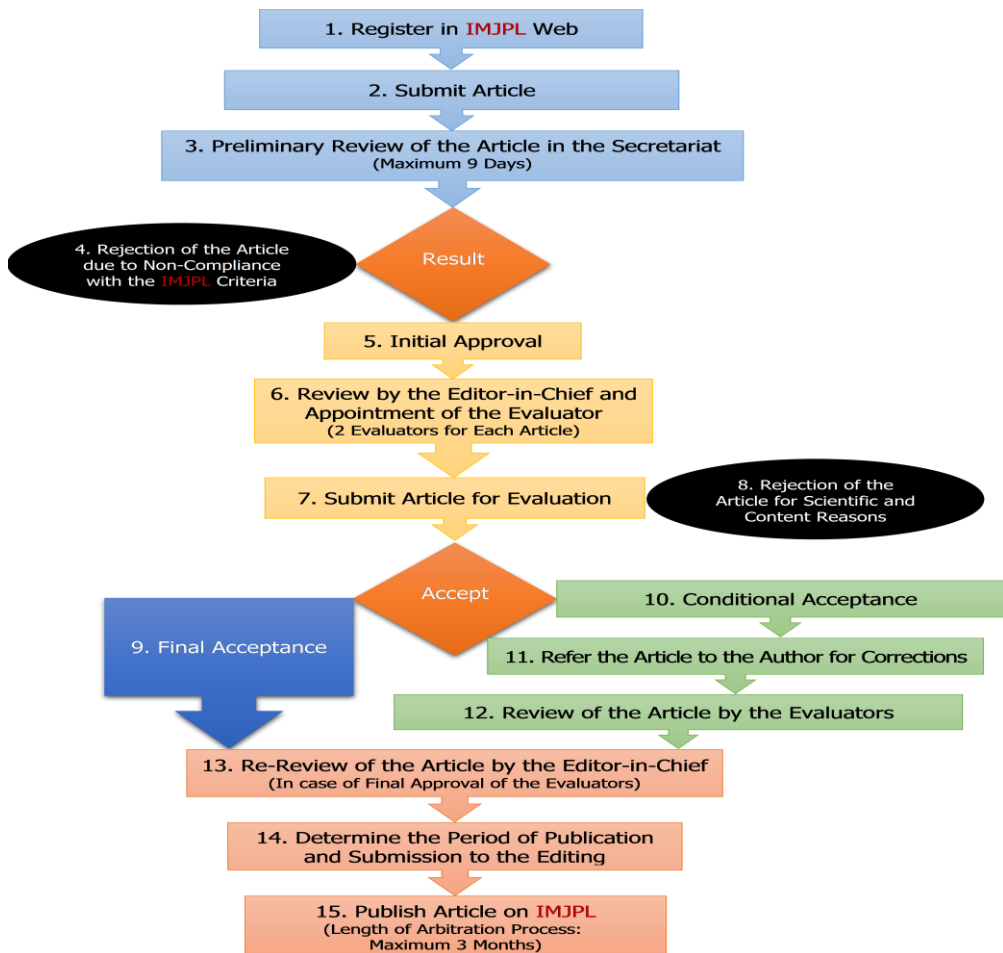 1. Register in IMJPL Web
2. Submit Article
3. Preliminary Review of the Article in the Secretariat
(Maximum 9 Days)
4. Rejection of the Article
due to Non-Compliance
with the IMJPL Criteria
Result
5. Initial Approval
6. Review by the Editor-in-Chief and
Appointment of the Evaluator
(2 Evaluators for Each Article)
7. Submit Article for Evaluation
8. Rejection of the
Article for Scientific and
Content Reasons
Accept
9. Final Acceptance
10. Conditional Acceptance
11. Refer the Article to the Author for Corrections
12. Review of the Article by the Evaluators
13. Re-Review of the Article by the Editor-in-Chief
(In case of Final Approval of the Evaluators)
14. Determine the Period of Publication
and Submission to the Editing
15. Publish Article on IMJPL
(Length of Arbitration Process:
Maximum 3 Months)